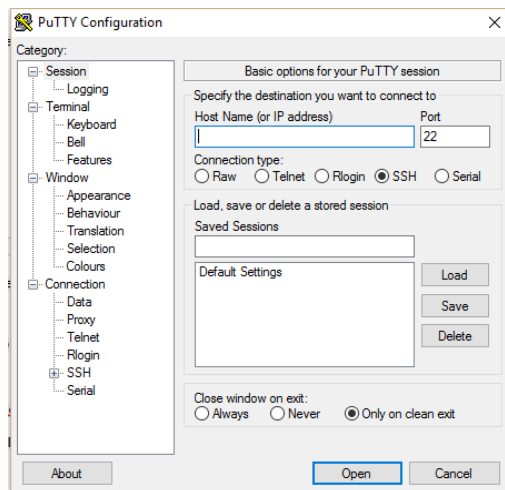 PuTTY Configuration
Category:
Session
Logging
Terminal
Keyboard
Bell
Features
Window
Appearance
Behaviour
Translation
Selection
Colours
Connection
Data
Proxy
Telnet
Rlogin
SSH
Serial
Basic options for your PuTTY session
Specify the destination you want to connect to
Host Name (or IP address) Port
22
Connection type:
Raw Telnet Rlogin SSH Serial
Load, save or delete a stored session
Saved Sessions
Default Settings
Load
Save
Delete
Close window on exit:
Always Never Only on clean exit
About Open Cancel